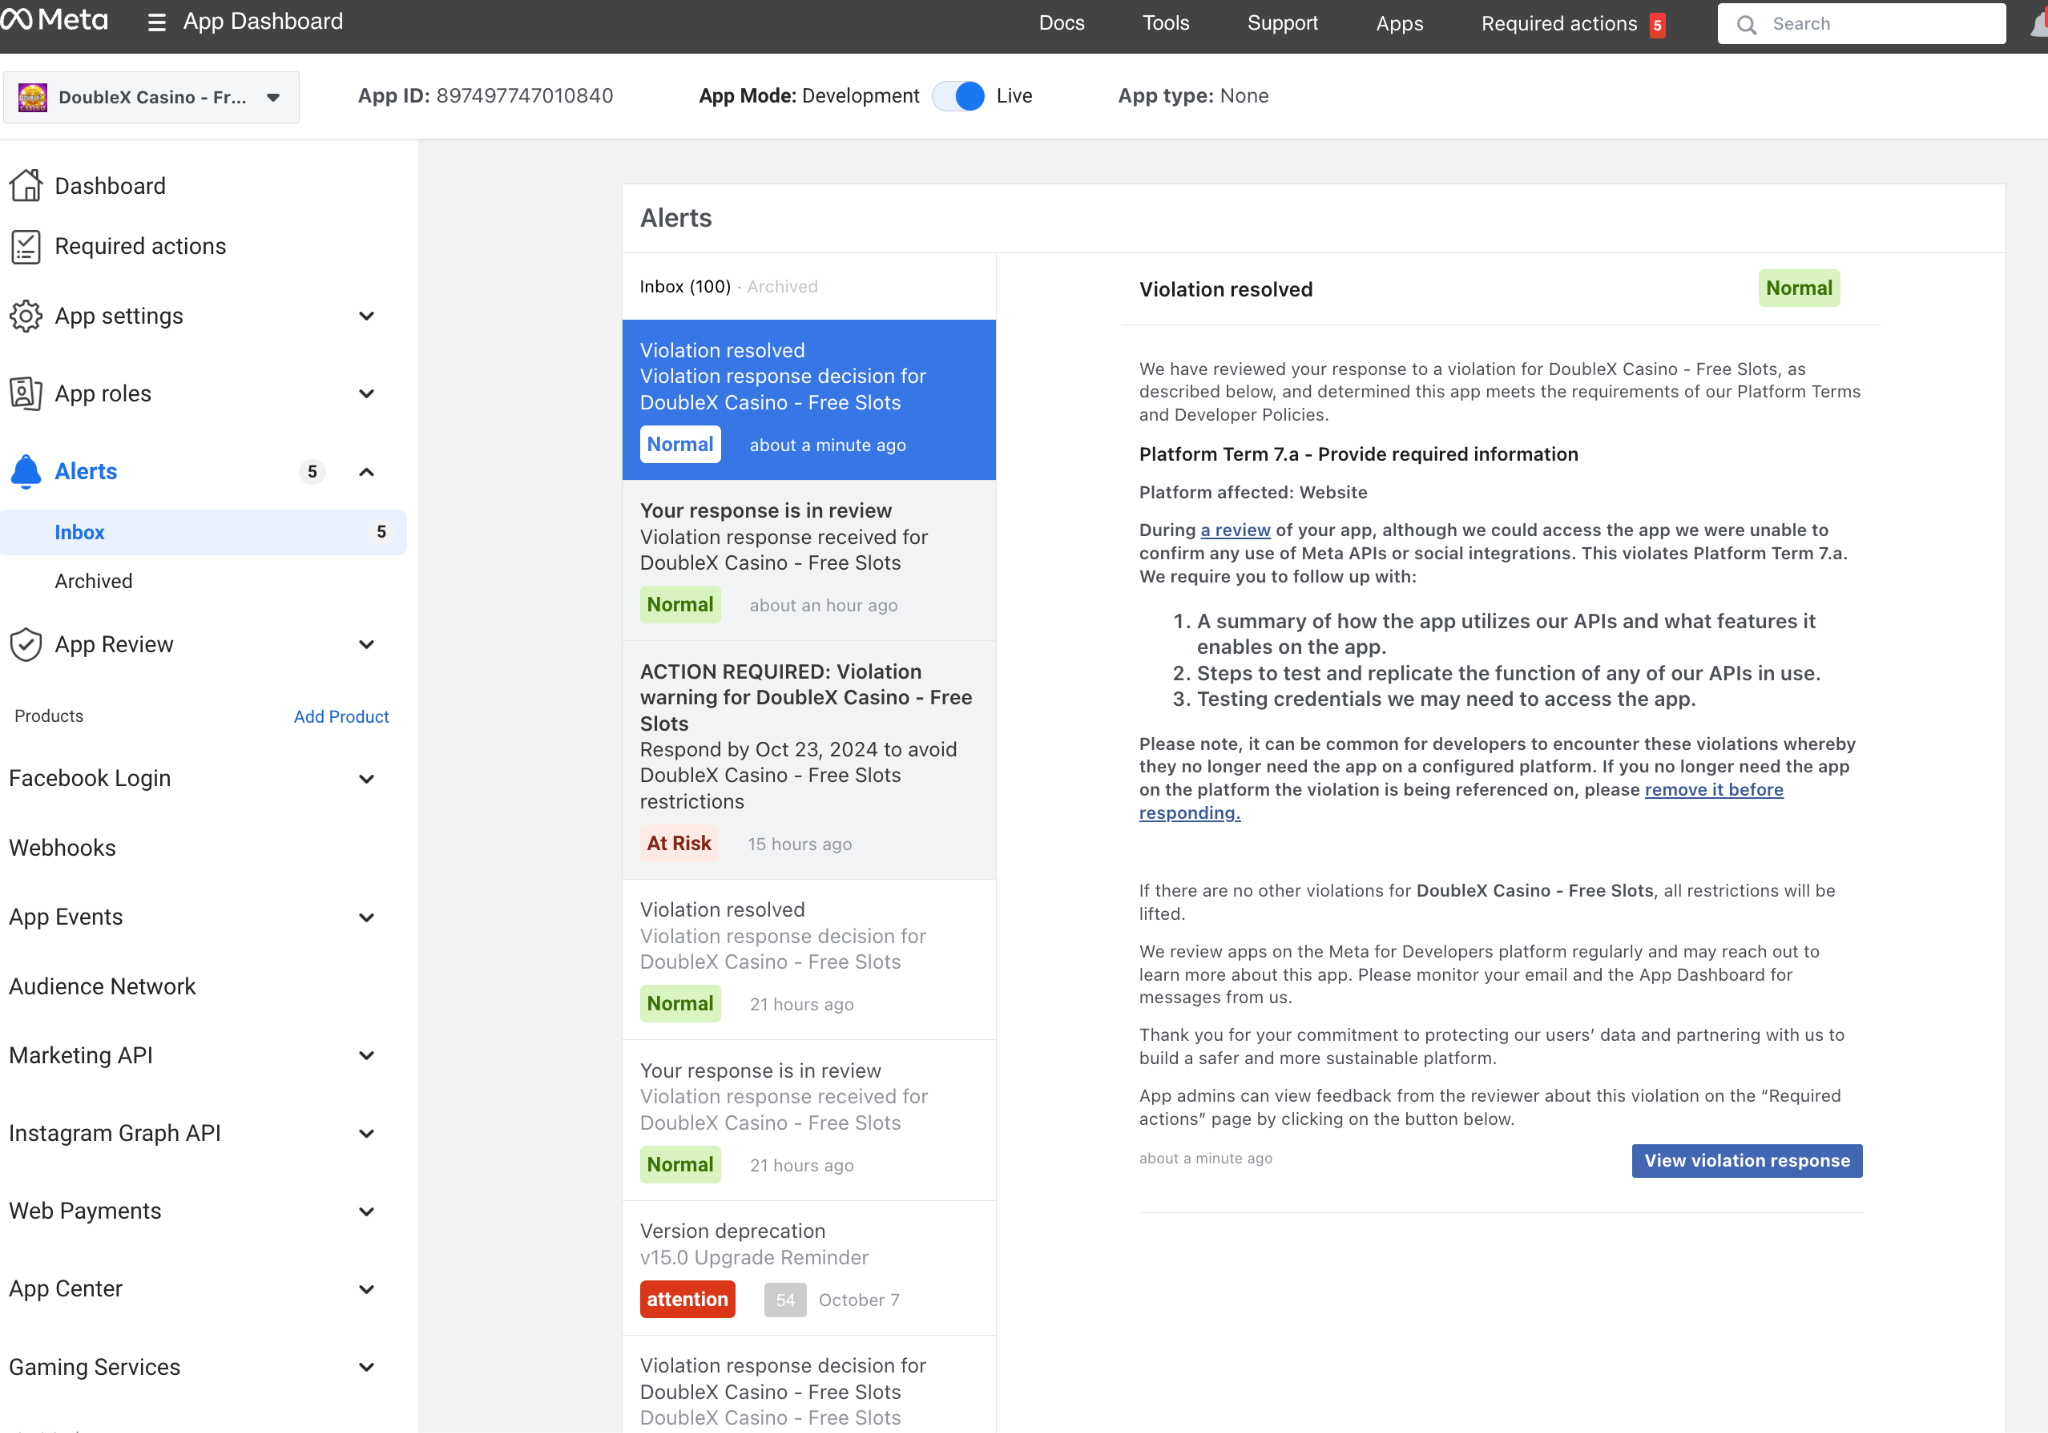 Meta
App Dashboard
Docs
Tools
Support
Apps
Required actions 5
Search
DoubleX Casino - Fr...
App ID: 897497747010840
App Mode: Development
Live
App type: None
Dashboard
Required actions
App settings
App roles
Alerts 5
Inbox 5
Archived
App Review
Products
Add Product
Facebook Login
Webhooks
App Events
Audience Network
Marketing API
Instagram Graph API
Web Payments
App Center
Gaming Services
Alerts
Inbox (100) · Archived
Violation resolved
Violation response decision for
DoubleX Casino - Free Slots
Normal about a minute ago
Your response is in review
Violation response received for
DoubleX Casino - Free Slots
Normal about an hour ago
ACTION REQUIRED: Violation
warning for DoubleX Casino - Free
Slots
Respond by Oct 23, 2024 to avoid
DoubleX Casino - Free Slots
restrictions
At Risk 15 hours ago
Violation resolved
Violation response decision for
DoubleX Casino - Free Slots
Normal 21 hours ago
Your response is in review
Violation response received for
DoubleX Casino - Free Slots
Normal 21 hours ago
Version deprecation
v15.0 Upgrade Reminder
attention 54 October 7
Violation response decision for
DoubleX Casino - Free Slots
DoubleX Casino - Free Slots
Violation resolved
Normal
We have reviewed your response to a violation for DoubleX Casino - Free Slots, as
described below, and determined this app meets the requirements of our Platform Terms
and Developer Policies.
Platform Term 7.a - Provide required information
Platform affected: Website
During a review of your app, although we could access the app we were unable to
confirm any use of Meta APIs or social integrations. This violates Platform Term 7.a.
We require you to follow up with:
1. A summary of how the app utilizes our APIs and what features it
enables on the app.
2. Steps to test and replicate the function of any of our APIs in use.
3. Testing credentials we may need to access the app.
Please note, it can be common for developers to encounter these violations whereby
they no longer need the app on a configured platform. If you no longer need the app
on the platform the violation is being referenced on, please remove it before
responding.
If there are no other violations for DoubleX Casino - Free Slots, all restrictions will be
lifted.
We review apps on the Meta for Developers platform regularly and may reach out to
learn more about this app. Please monitor your email and the App Dashboard for
messages from us.
Thank you for your commitment to protecting our users’ data and partnering with us to
build a safer and more sustainable platform.
App admins can view feedback from the reviewer about this violation on the “Required
actions” page by clicking on the button below.
about a minute ago
View violation response